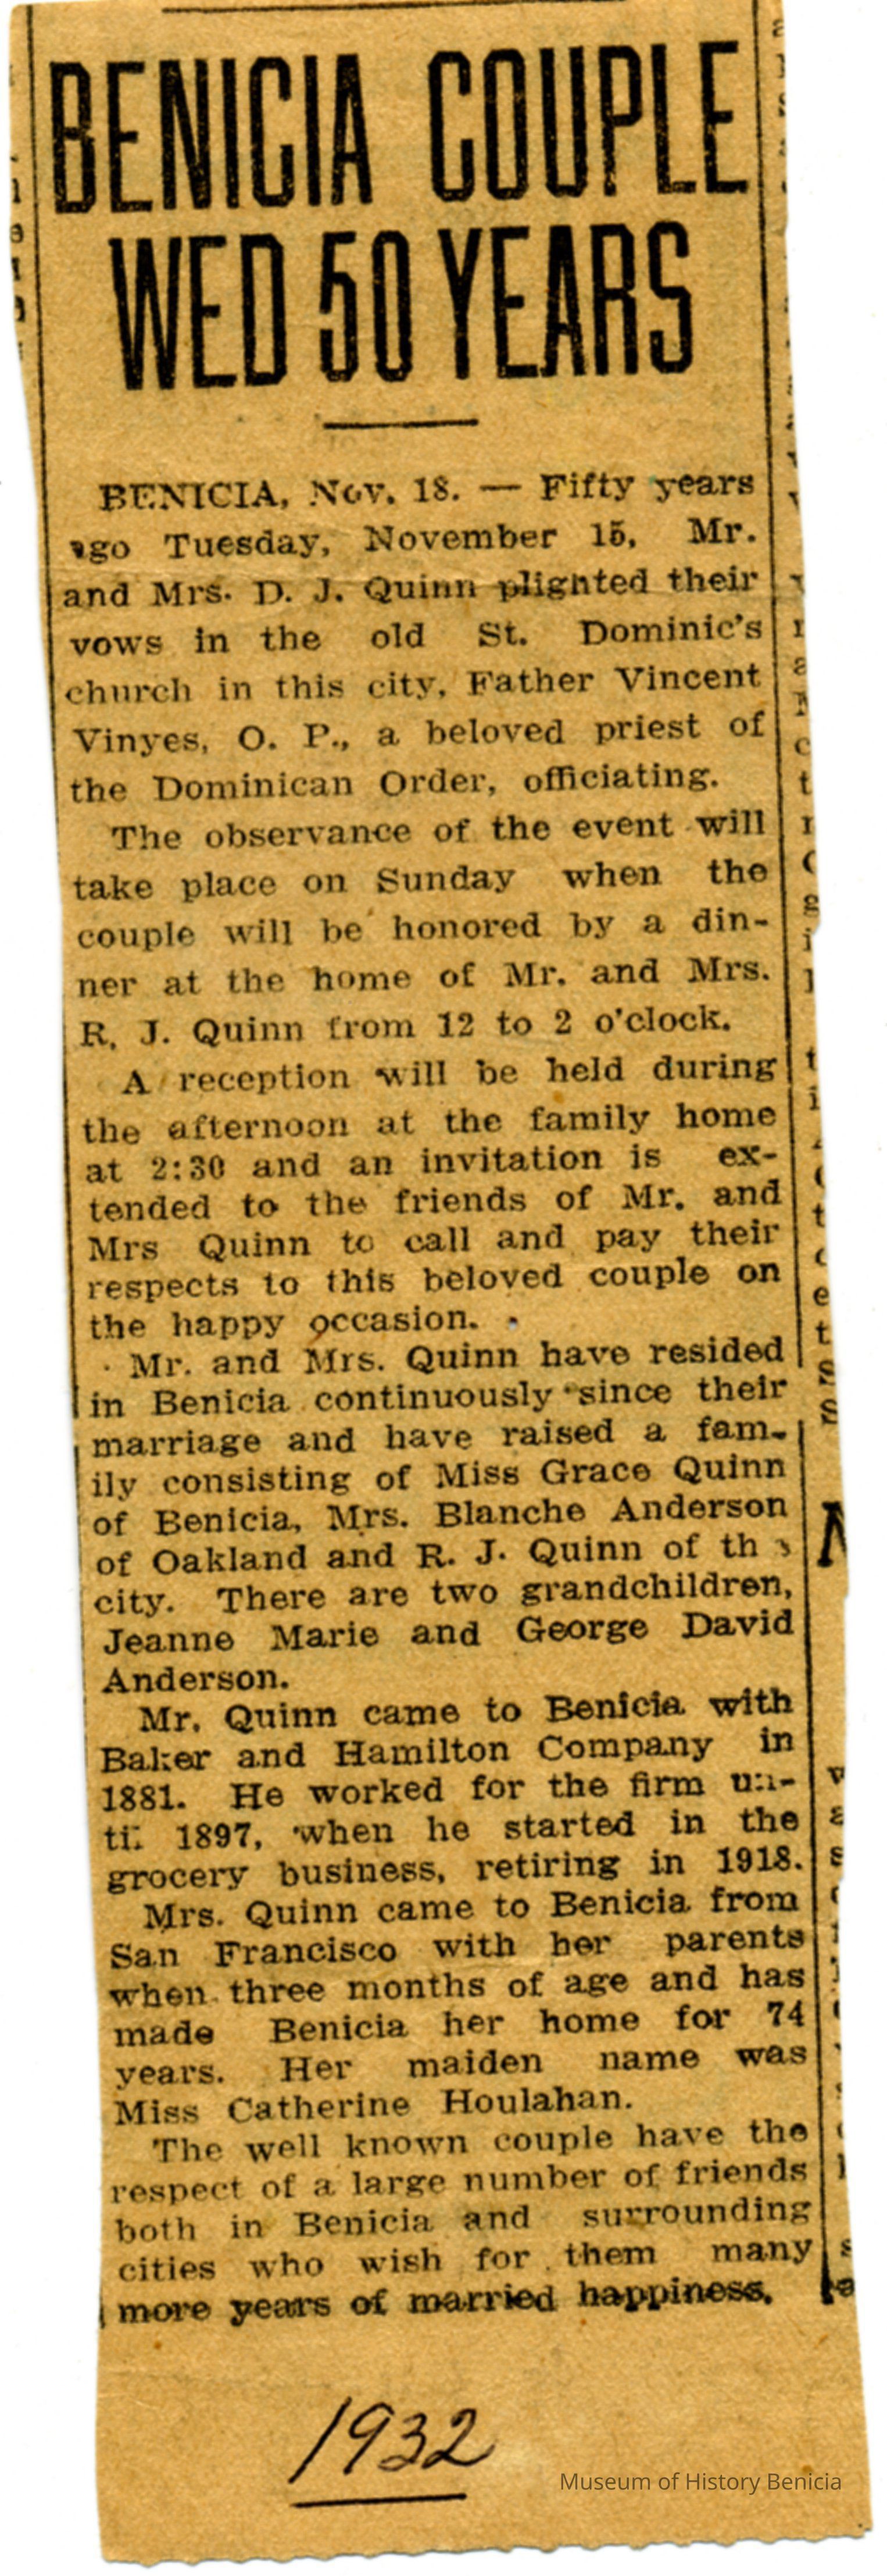 BENICIA COUPLE
WED 50 YEARS
BENICIA, Nov. 18. — Fifty years
ago Tuesday, November 15, Mr.
and Mrs. D. J. Quinn plighted their
vows in the old St. Dominic's
church in this city, Father Vincent
Vinyes, O. P., a beloved priest of
the Dominican Order, officiating.
The observance of the event will
take place on Sunday when the
couple will be honored by a din-
ner at the home of Mr. and Mrs.
R. J. Quinn from 12 to 2 o'clock.
A reception will be held during
the afternoon at the family home
at 2:30 and an invitation is ex-
tended to the friends of Mr. and
Mrs Quinn to call and pay their
respects to this beloved couple on
the happy occasion.
Mr. and Mrs. Quinn have resided
in Benicia continuously since their
marriage and have raised a fam-
ily consisting of Miss Grace Quinn
of Benicia, Mrs. Blanche Anderson
of Oakland and R. J. Quinn of th s
city. There are two grandchildren,
Jeanne Marie and George David
Anderson.
Mr. Quinn came to Benicia with
Baker and Hamilton Company in
1881. He worked for the firm un-
til 1897, when he started in the
grocery business, retiring in 1918.
Mrs. Quinn came to Benicia from
San Francisco with her parents
when three months of age and has
made Benicia her home for 74
years. Her maiden name was
Miss Catherine Houlahan.
The well known couple have the
respect of a large number of friends
both in Benicia and surrounding
cities who wish for them many
more years of married happiness.
1932
Museum of History Benicia